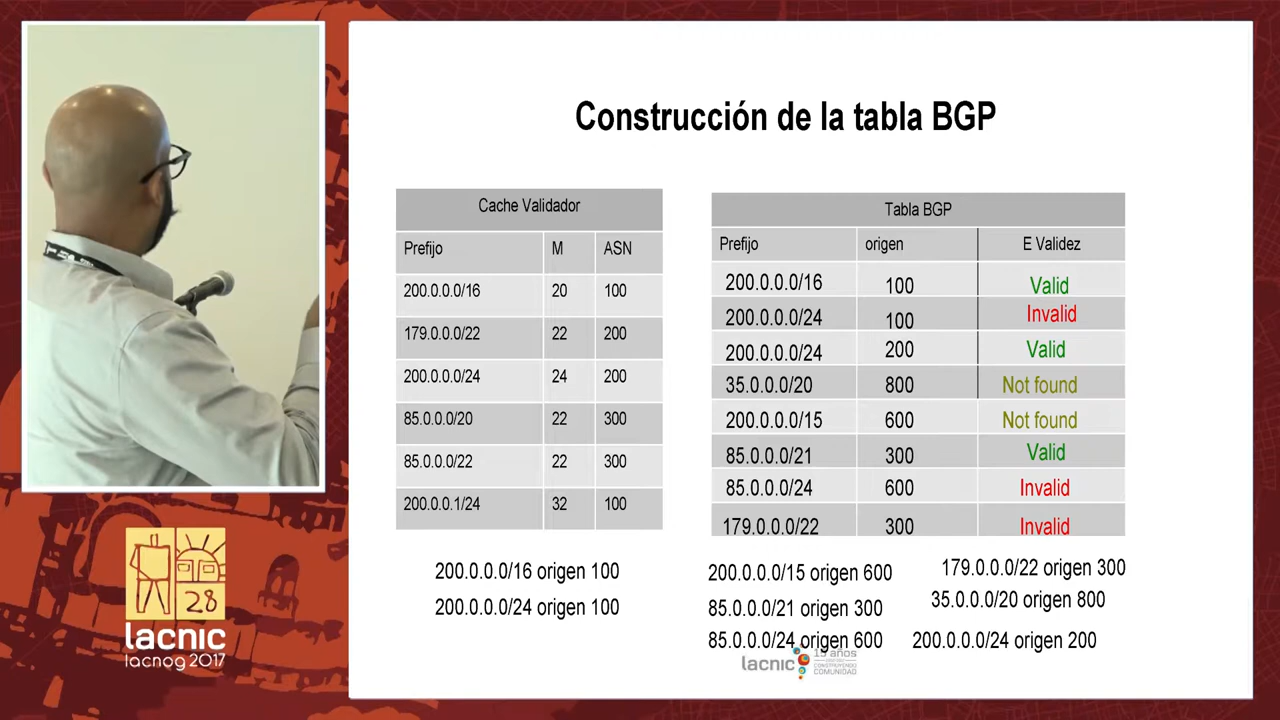 Construcción de la tabla BGP
Cache Validador
Prefijo M ASN
200.0.0.0/16 20 100
179.0.0.0/22 22 200
200.0.0.0/24 24 200
85.0.0.0/20 22 300
85.0.0.0/22 22 300
200.0.0.1/24 32 100
Tabla BGP
Prefijo origen E Validez
200.0.0.0/16 100 Valid
200.0.0.0/24 100 Invalid
200.0.0.0/24 200 Valid
35.0.0.0/20 800 Not found
200.0.0.0/15 600 Not found
85.0.0.0/21 300 Valid
85.0.0.0/24 600 Invalid
179.0.0.0/22 300 Invalid
200.0.0.0/16 origen 100
200.0.0.0/24 origen 100
200.0.0.0/15 origen 600
85.0.0.0/21 origen 300
85.0.0.0/24 origen 600
179.0.0.0/22 origen 300
35.0.0.0/20 origen 800
200.0.0.0/24 origen 200
lacnic
15 años
CONSTRUYENDO
COMUNIDAD
28
lacnic
lacnog 2017